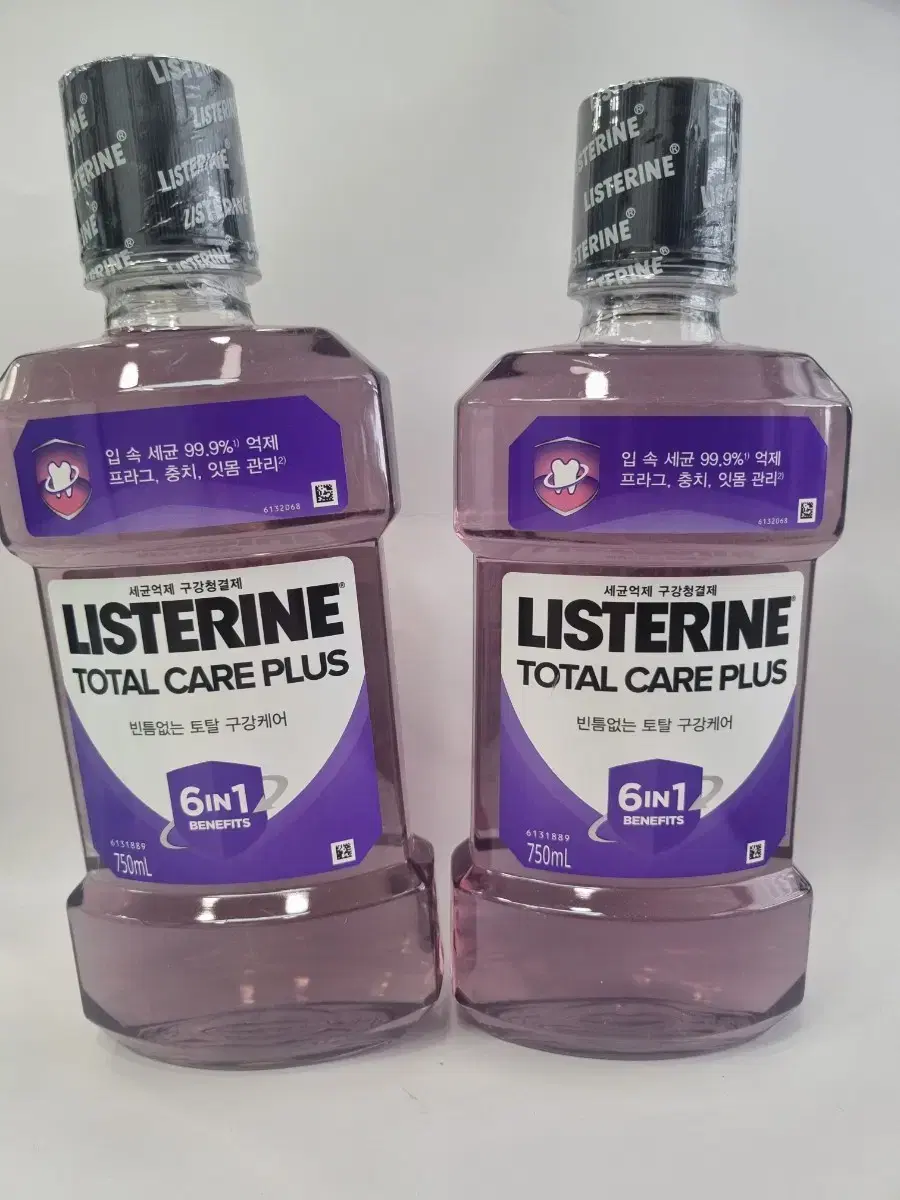 LISTERINE®
LISTERINE
LISTERINE
LISTERINE
입 속 세균 99.9%¹⁾ 억제
프라그, 충치, 잇몸 관리²⁾
6132068
세균억제 구강청결제
LISTERINE®
TOTAL CARE PLUS
빈틈없는 토탈 구강케어
6IN1
BENEFITS
6131889
750mL
LISTERINE®
LISTERINE®
LISTERINE®
LISTERINE®
입 속 세균 99.9%¹⁾ 억제
프라그, 충치, 잇몸 관리²⁾
6132068
세균억제 구강청결제
LISTERINE®
TOTAL CARE PLUS
빈틈없는 토탈 구강케어
6IN1
BENEFITS
6131889
750mL